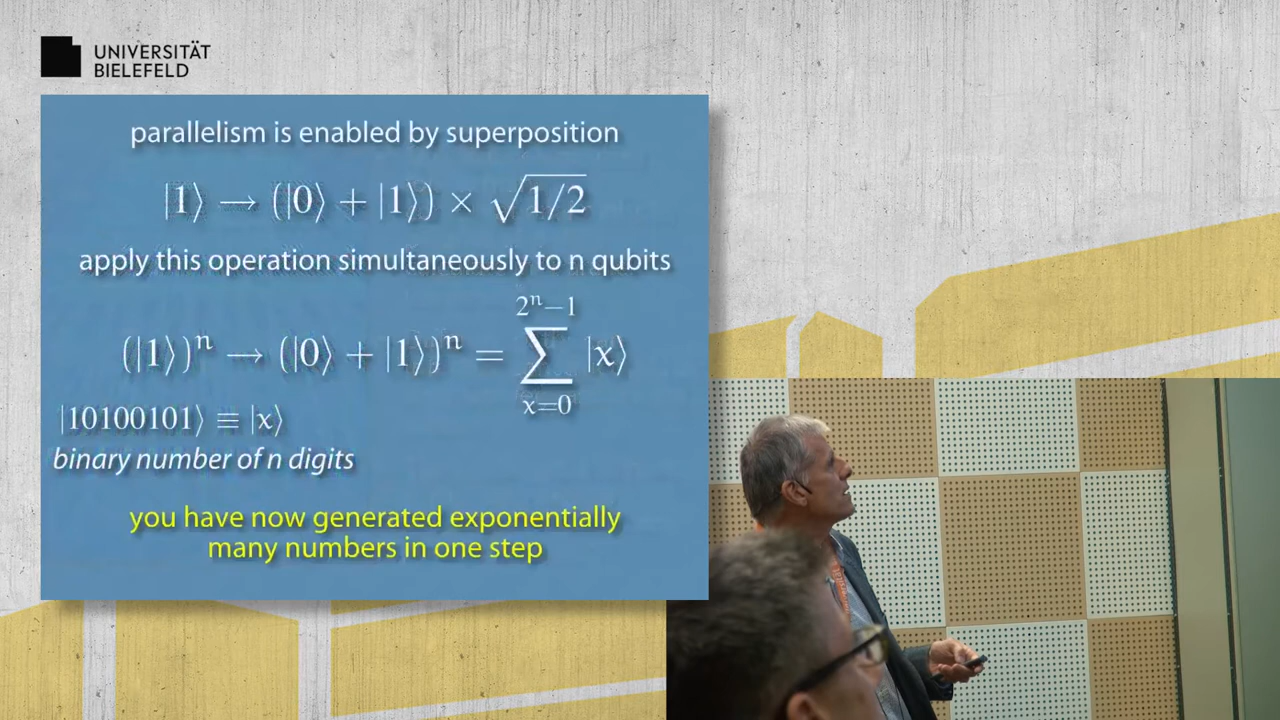 UNIVERSITÄT
BIELEFELD
parallelism is enabled by superposition
|1⟩ → (|0⟩ + |1⟩) × √1/2
apply this operation simultaneously to n qubits
(|1⟩)ⁿ → (|0⟩ + |1⟩)ⁿ = ∑_{x=0}^{2ⁿ−1} |x⟩
|10100101⟩ ≡ |x⟩
binary number of n digits
you have now generated exponentially
many numbers in one step